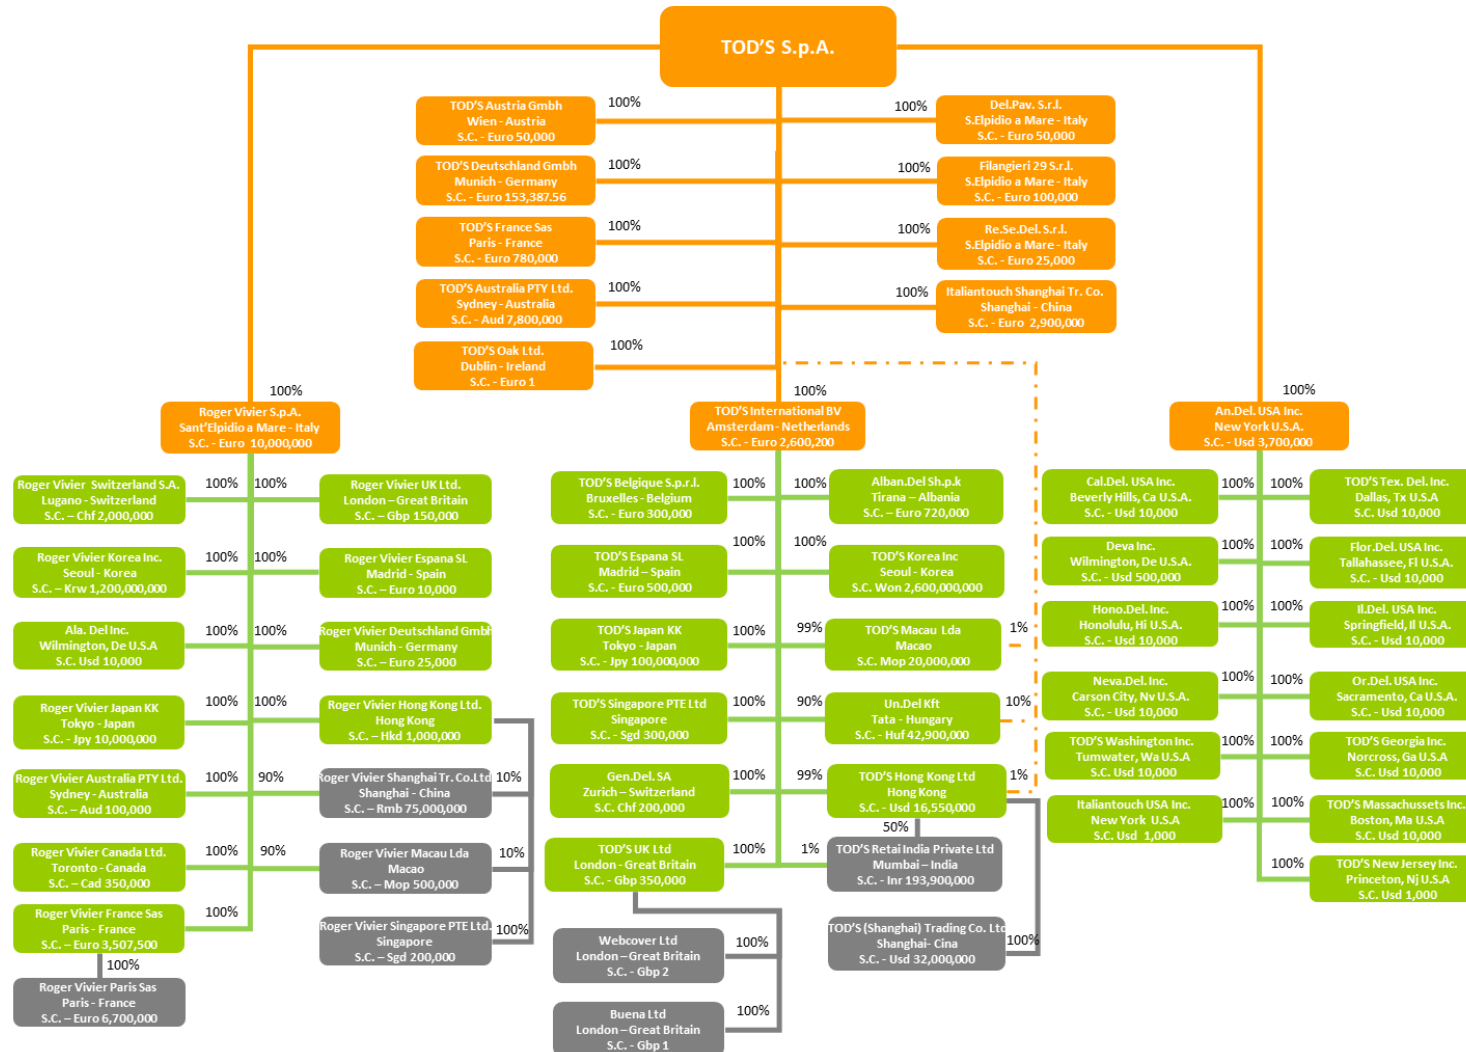 TOD'S S.p.A.
TOD'S Austria Gmbh
Wien - Austria
S.C. - Euro 50,000
100%
100%
Del.Pav. S.r.l.
S.Elpidio a Mare - Italy
S.C. - Euro 50,000
TOD'S Deutschland Gmbh
Munich - Germany
S.C. - Euro 153,387.56
100%
100%
Filangieri 29 S.r.l.
S.Elpidio a Mare - Italy
S.C. - Euro 100,000
TOD'S France Sas
Paris - France
S.C. - Euro 780,000
100%
100%
Re.Se.Del. S.r.l.
S.Elpidio a Mare - Italy
S.C. - Euro 25,000
TOD'S Australia PTY Ltd.
Sydney - Australia
S.C. - Aud 7,800,000
100%
100%
Italiantouch Shanghai Tr. Co.
Shanghai - China
S.C. - Euro 2,900,000
TOD'S Oak Ltd.
Dublin - Ireland
S.C. - Euro 1
100%
100%
Roger Vivier S.p.A.
Sant'Elpidio a Mare - Italy
S.C. - Euro 10,000,000
100%
TOD'S International BV
Amsterdam - Netherlands
S.C. - Euro 2,600,200
100%
An.Del. USA Inc.
New York U.S.A.
S.C. - Usd 3,700,000
Roger Vivier Switzerland S.A.
Lugano - Switzerland
S.C. – Chf 2,000,000
100%
100%
Roger Vivier UK Ltd.
London – Great Britain
S.C. – Gbp 150,000
Roger Vivier Korea Inc.
Seoul - Korea
S.C. – Krw 1,200,000,000
100%
100%
Roger Vivier Espana SL
Madrid - Spain
S.C. – Euro 10,000
Ala. Del Inc.
Wilmington, De U.S.A
S.C. Usd 10,000
100%
100%
Roger Vivier Deutschland Gmbh
Munich - Germany
S.C. – Euro 25,000
Roger Vivier Japan KK
Tokyo - Japan
S.C. - Jpy 10,000,000
100%
100%
Roger Vivier Hong Kong Ltd.
Hong Kong
S.C. – Hkd 1,000,000
Roger Vivier Australia PTY Ltd.
Sydney - Australia
S.C. – Aud 100,000
100%
90%
Roger Vivier Shanghai Tr. Co.Ltd
Shanghai - China
S.C. – Rmb 75,000,000
10%
Roger Vivier Canada Ltd.
Toronto - Canada
S.C. – Cad 350,000
100%
90%
Roger Vivier Macau Lda
Macao
S.C. – Mop 500,000
10%
Roger Vivier France Sas
Paris - France
S.C. – Euro 3,507,500
100%
Roger Vivier Singapore PTE Ltd.
Singapore
S.C. – Sgd 200,000
100%
100%
Roger Vivier Paris Sas
Paris - France
S.C. – Euro 6,700,000
TOD'S Belgique S.p.r.l.
Bruxelles - Belgium
S.C. - Euro 300,000
100%
100%
Alban.Del Sh.p.k
Tirana – Albania
S.C. – Euro 720,000
TOD'S Espana SL
Madrid – Spain
S.C. - Euro 500,000
100%
100%
TOD'S Korea Inc
Seoul - Korea
S.C. Won 2,600,000,000
TOD'S Japan KK
Tokyo - Japan
S.C. - Jpy 100,000,000
100%
99%
TOD'S Macau Lda
Macao
S.C. Mop 20,000,000
1%
TOD'S Singapore PTE Ltd
Singapore
S.C. - Sgd 300,000
100%
90%
Un.Del Kft
Tata - Hungary
S.C. - Huf 42,900,000
10%
Gen.Del. SA
Zurich – Switzerland
S.C. Chf 200,000
100%
99%
TOD'S Hong Kong Ltd
Hong Kong
S.C. - Usd 16,550,000
1%
50%
TOD'S UK Ltd
London - Great Britain
S.C. - Gbp 350,000
100%
1%
TOD'S Retai India Private Ltd
Mumbai – India
S.C. - Inr 193,900,000
Webcover Ltd
London – Great Britain
S.C. - Gbp 2
100%
TOD'S (Shanghai) Trading Co. Ltd
Shanghai- Cina
S.C. – Usd 32,000,000
100%
Buena Ltd
London – Great Britain
S.C. - Gbp 1
100%
Cal.Del. USA Inc.
Beverly Hills, Ca U.S.A.
S.C. - Usd 10,000
100%
100%
TOD'S Tex. Del.Inc.
Dallas, Tx U.S.A
S.C. Usd 10,000
Deva Inc.
Wilmington, De U.S.A.
S.C. - Usd 500,000
100%
100%
Flor.Del. USA Inc.
Tallahassee, Fl U.S.A.
S.C. - Usd 10,000
Hono.Del. Inc.
Honolulu, Hi U.S.A.
S.C. - Usd 10,000
100%
100%
Il.Del. USA Inc.
Springfield, Il U.S.A.
S.C. - Usd 10,000
Neva.Del. Inc.
Carson City, Nv U.S.A.
S.C. - Usd 10,000
100%
100%
Or.Del. USA Inc.
Sacramento, Ca U.S.A.
S.C. - Usd 10,000
TOD'S Washington Inc.
Tumwater, Wa U.S.A
S.C. Usd 10,000
100%
100%
TOD'S Georgia Inc.
Norcross, Ga U.S.A
S.C. Usd 10,000
Italiantouch USA Inc.
New York U.S.A
S.C. Usd 1,000
100%
100%
TOD'S Massachussets Inc.
Boston, Ma U.S.A
S.C. Usd 10,000
100%
TOD'S New Jersey Inc.
Princeton, Nj U.S.A
S.C. Usd 1,000